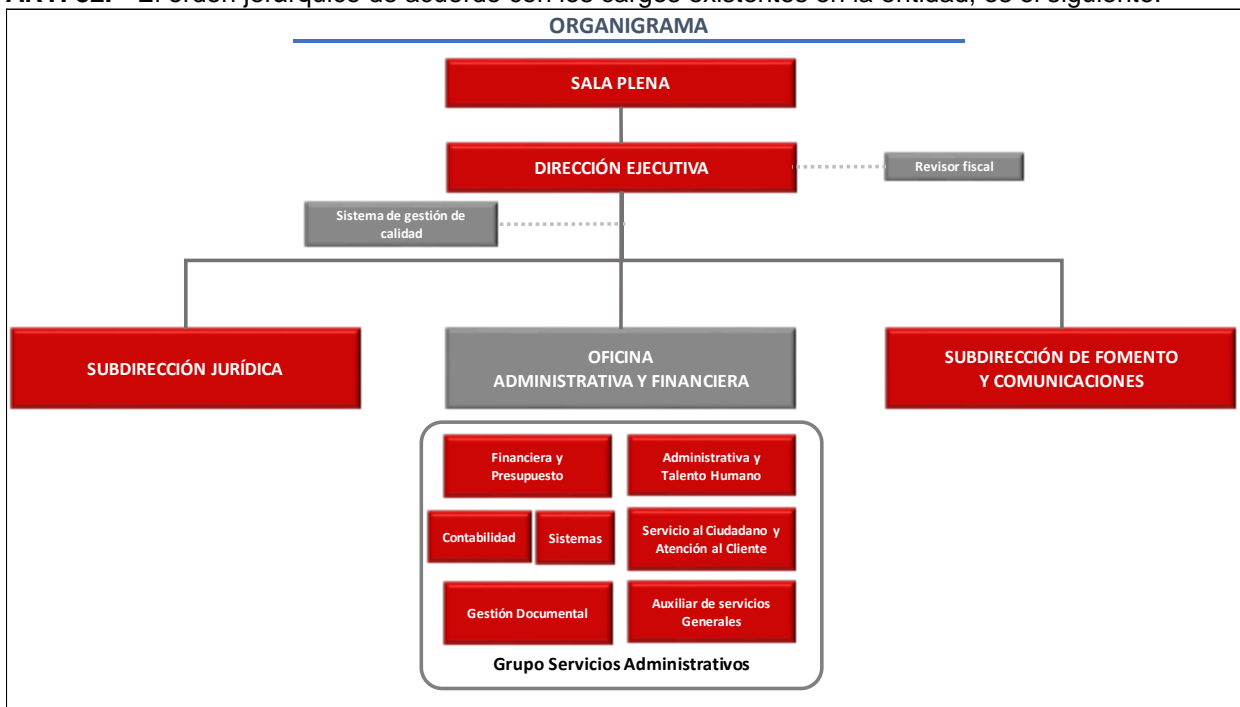 ORGANIGRAMA
SALA PLENA
DIRECCIÓN EJECUTIVA
Revisor fiscal
Sistema de gestión de
calidad
SUBDIRECCIÓN JURÍDICA
OFICINA
ADMINISTRATIVA Y FINANCIERA
SUBDIRECCIÓN DE FOMENTO
Y COMUNICACIONES
Financiera y
Presupuesto
Administrativa y
Talento Humano
Contabilidad
Sistemas
Servicio al Ciudadano y
Atención al Cliente
Gestión Documental
Auxiliar de servicios
Generales
Grupo Servicios Administrativos